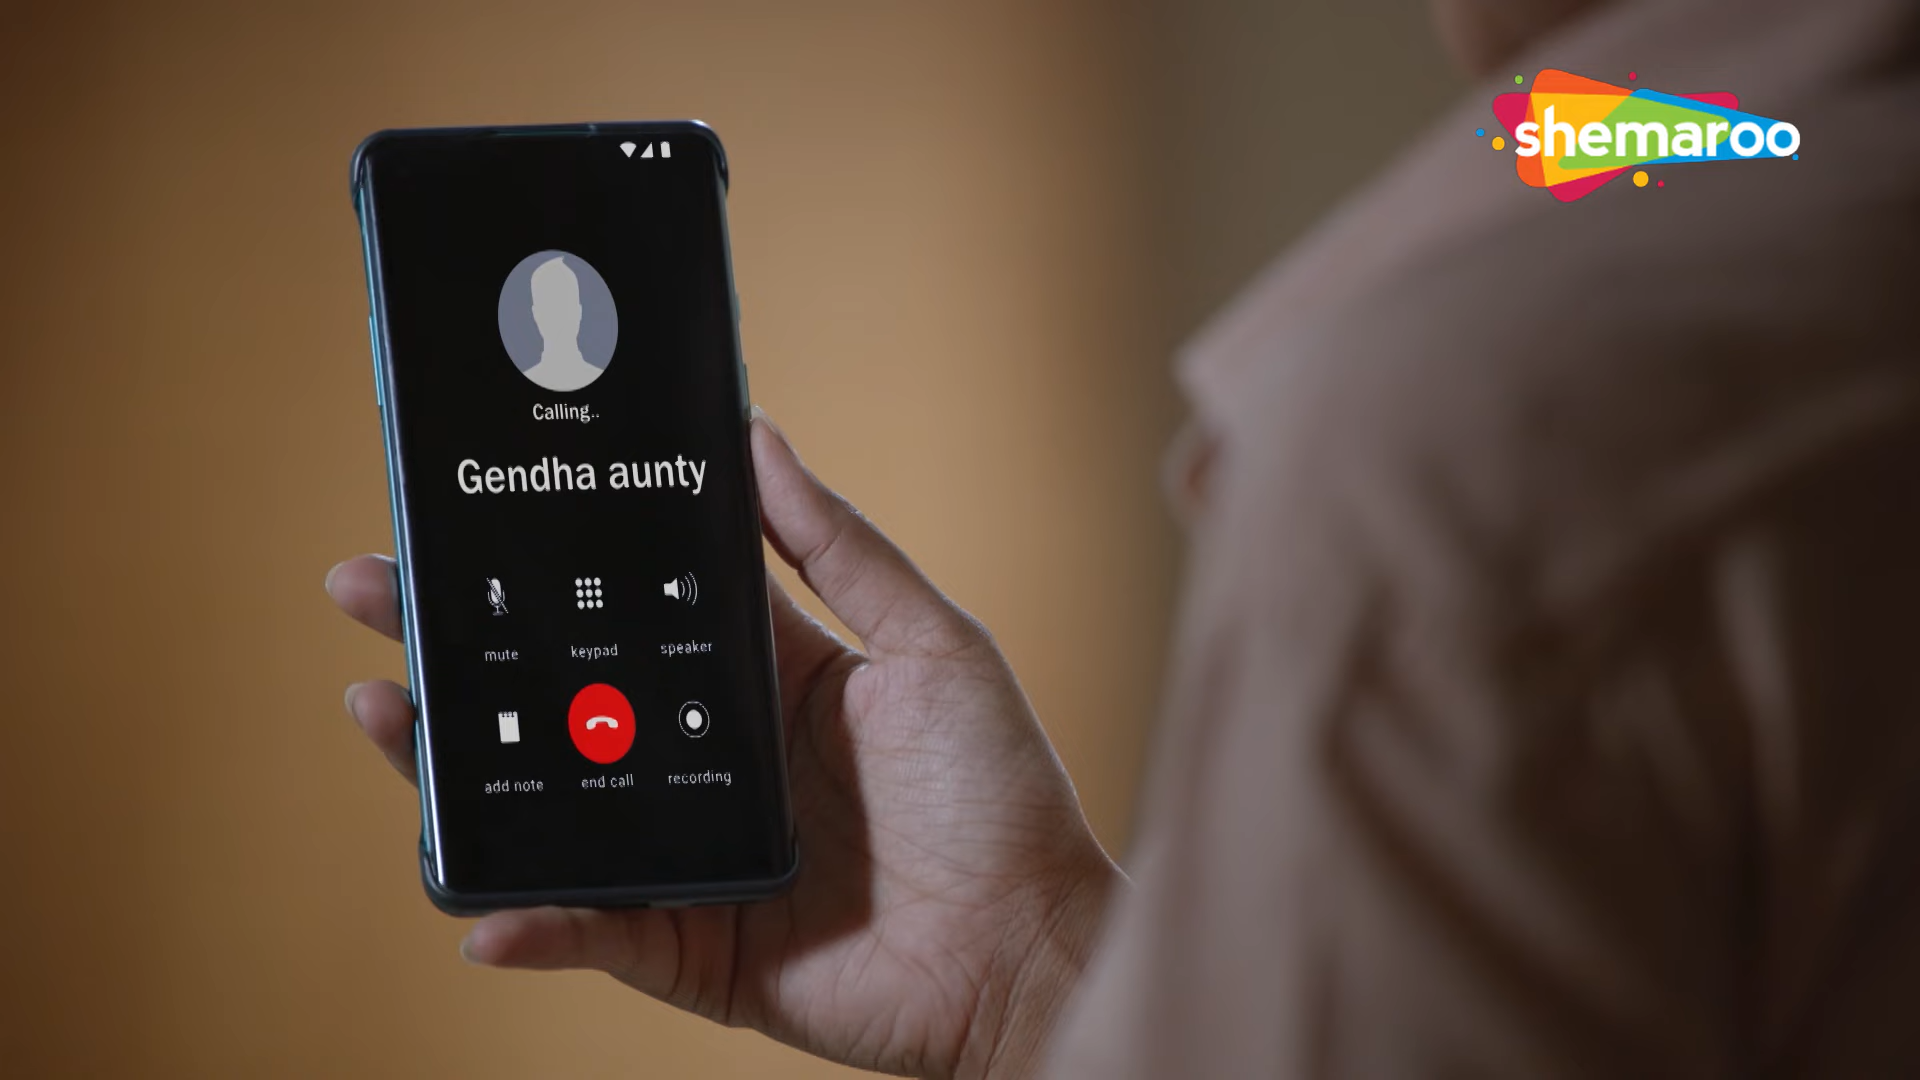 shemaroo
Calling..
Gendha aunty
mute keypad speaker
add note end call recording